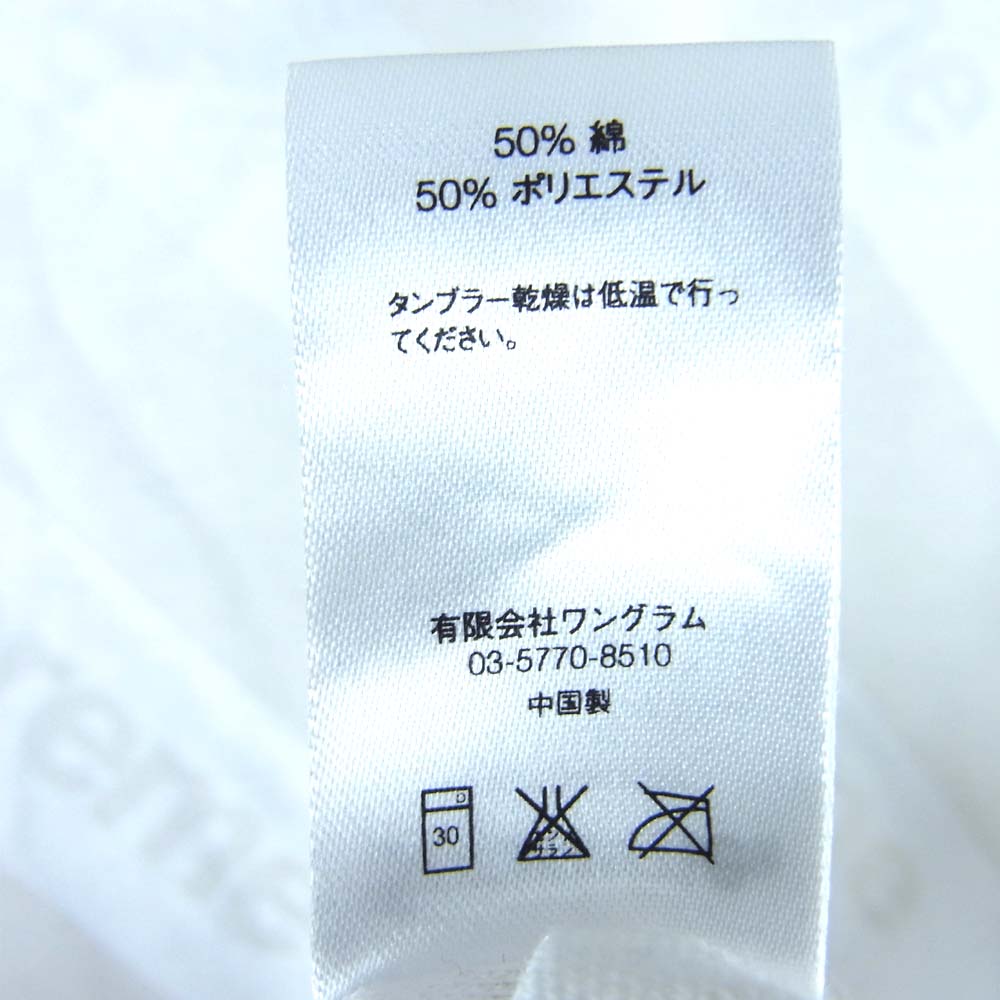 50% 綿
50% ポリエステル
タンブラー乾燥は低温で行っ
てください。
有限会社ワングラム
03-5770-8510
中国製
30